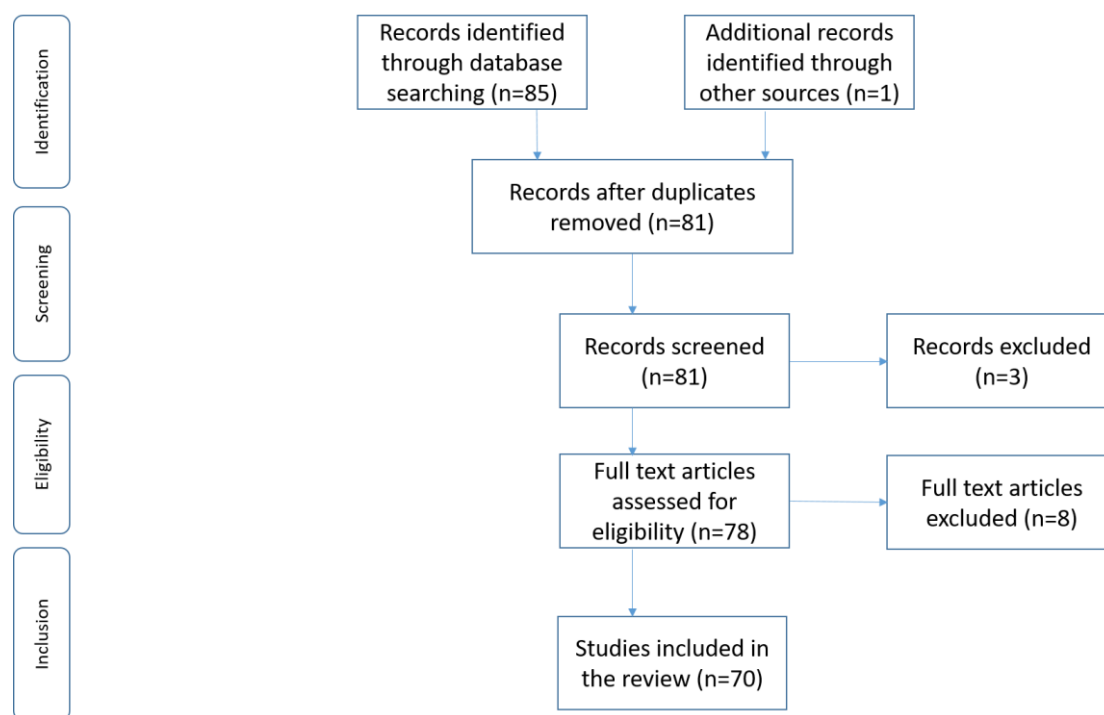 Identification
Records identified
through database
searching (n=85)
Additional records
identified through
other sources (n=1)
Records after duplicates
removed (n=81)
Screening
Records screened
(n=81)
Records excluded
(n=3)
Eligibility
Full text articles
assessed for
eligibility (n=78)
Full text articles
excluded (n=8)
Inclusion
Studies included in
the review (n=70)